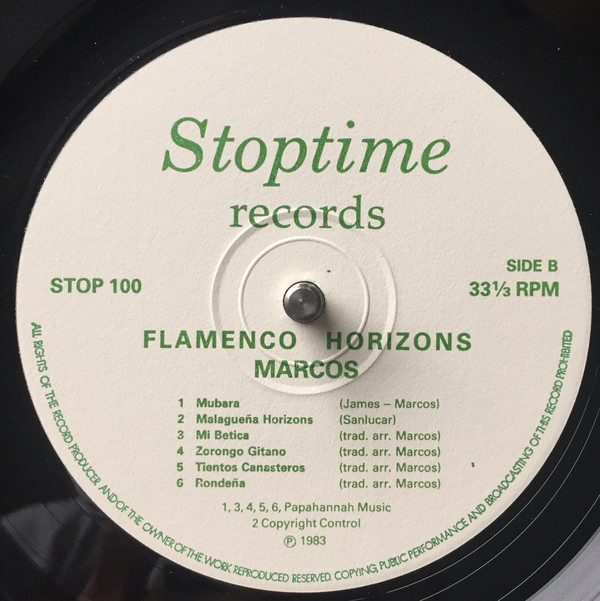 Stoptime
records
STOP 100
SIDE B
33⅓ RPM
FLAMENCO HORIZONS
MARCOS
1 Mubara (James – Marcos)
2 Malagueña Horizons (Sanlucar)
3 Mi Betica (trad. arr. Marcos)
4 Zorongo Gitano (trad. arr. Marcos)
5 Tientos Canasteros (trad. arr. Marcos)
6 Rondeña (trad. arr. Marcos)
1, 3, 4, 5, 6, Papahannah Music
2 Copyright Control
℗ 1983
ALL RIGHTS OF THE RECORD PRODUCER AND OF THE OWNER OF THE WORK REPRODUCED RESERVED. COPYING, PUBLIC PERFORMANCE AND BROADCASTING OF THIS RECORD PROHIBITED